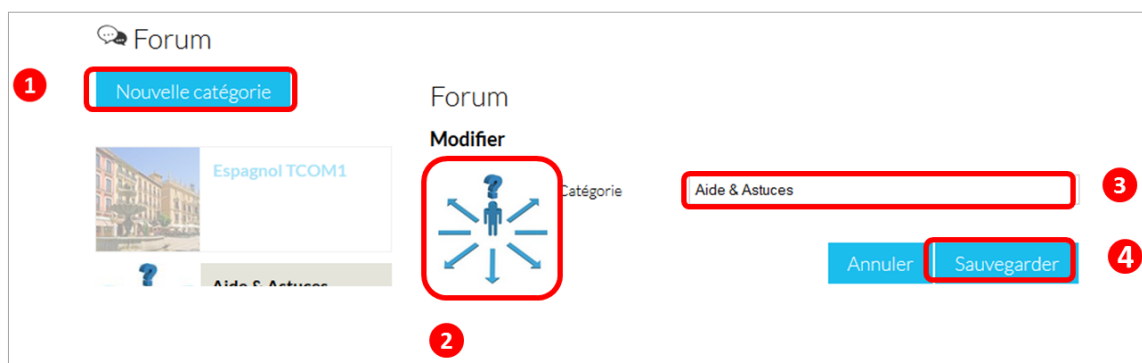 Forum
1
Nouvelle catégorie
Forum
Modifier
Espagnol TCOM1
Catégorie
Aide & Astuces
3
Annuler
Sauvegarder
4
Aide & Astuces
2